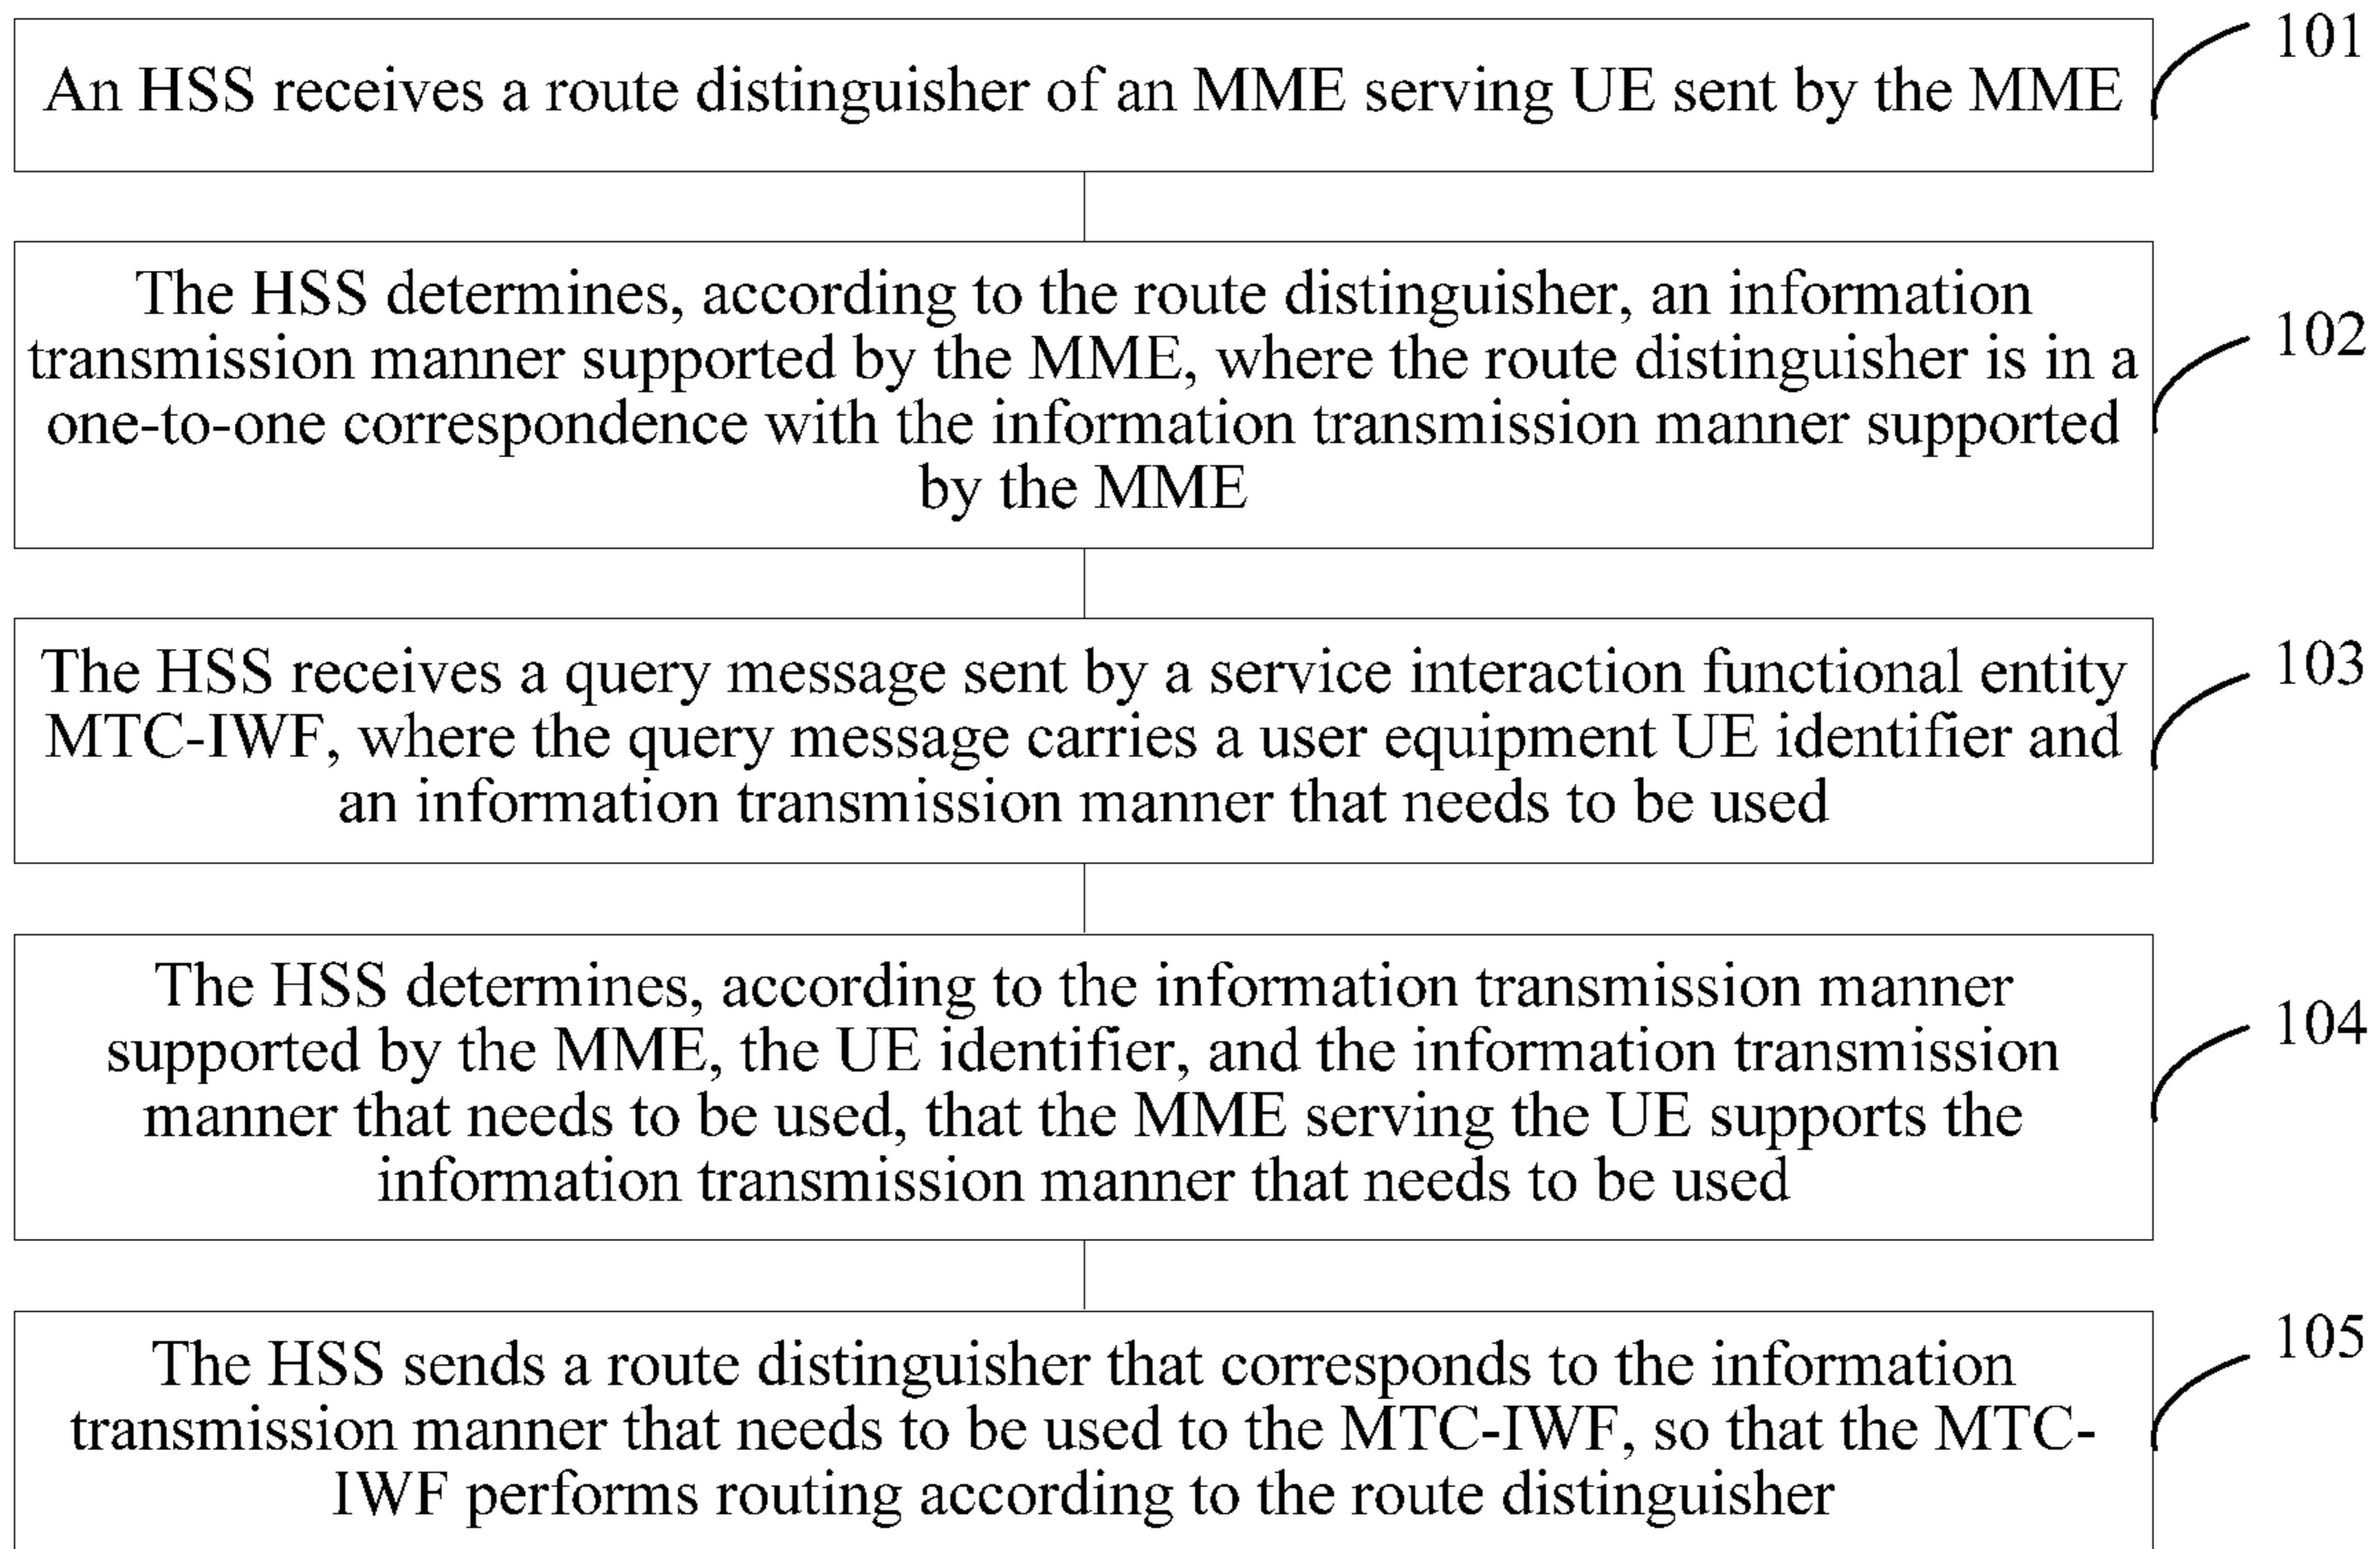 An HSS receives a route distinguisher of an MME serving UE sent by the MME
101
The HSS determines, according to the route distinguisher, an information
transmission manner supported by the MME, where the route distinguisher is in a
one-to-one correspondence with the information transmission manner supported
by the MME
102
The HSS receives a query message sent by a service interaction functional entity
MTC-IWF, where the query message carries a user equipment UE identifier and
an information transmission manner that needs to be used
103
The HSS determines, according to the information transmission manner
supported by the MME, the UE identifier, and the information transmission
manner that needs to be used, that the MME serving the UE supports the
information transmission manner that needs to be used
104
The HSS sends a route distinguisher that corresponds to the information
transmission manner that needs to be used to the MTC-IWF, so that the MTC-
IWF performs routing according to the route distinguisher
105